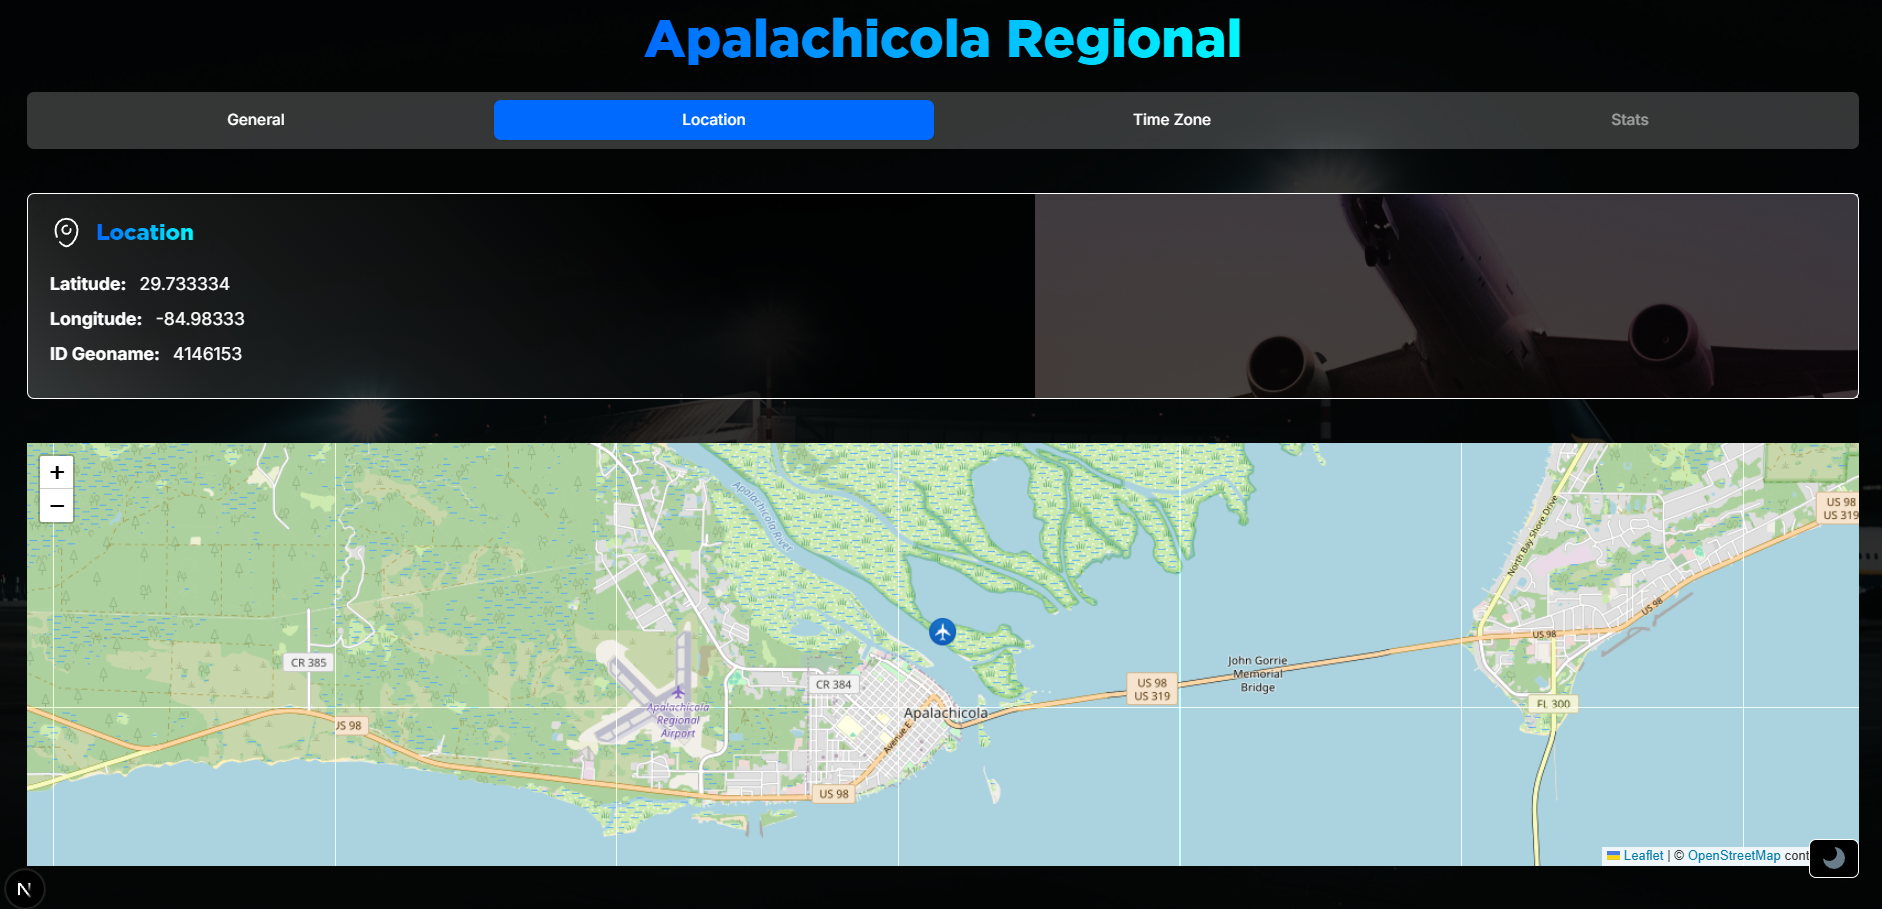 Apalachicola Regional
General
Location
Time Zone
Stats
Location
Latitude: 29.733334
Longitude: -84.98333
ID Geoname: 4146153
+
−
Apalachicola River
North Bay Shore Drive
US 98
US 319
US 98
US 98
CR 385
John Gorrie
Memorial
Bridge
CR 384
US 98
US 319
Apalachicola
Regional
Airport
Apalachicola
FL 300
US 98
Avenue E
US 98
Leaflet | © OpenStreetMap cont
N